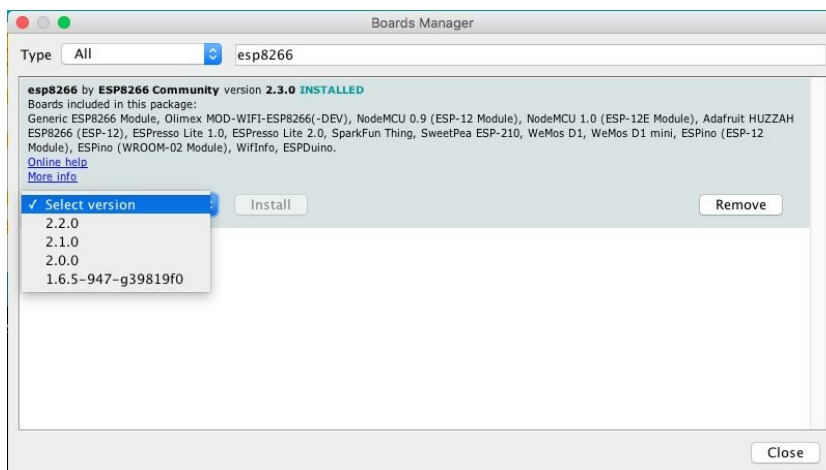 Boards Manager
Type All esp8266
esp8266 by ESP8266 Community version 2.3.0 INSTALLED
Boards included in this package:
Generic ESP8266 Module, Olimex MOD-WIFI-ESP8266(-DEV), NodeMCU 0.9 (ESP-12 Module), NodeMCU 1.0 (ESP-12E Module), Adafruit HUZZAH
ESP8266 (ESP-12), ESPresso Lite 1.0, ESPresso Lite 2.0, SparkFun Thing, SweetPea ESP-210, WeMos D1, WeMos D1 mini, ESPino (ESP-12
Module), ESPino (WROOM-02 Module), WifInfo, ESPDuino.
Online help
More info
✓ Select version Install Remove
2.2.0
2.1.0
2.0.0
1.6.5-947-g39819f0
Close